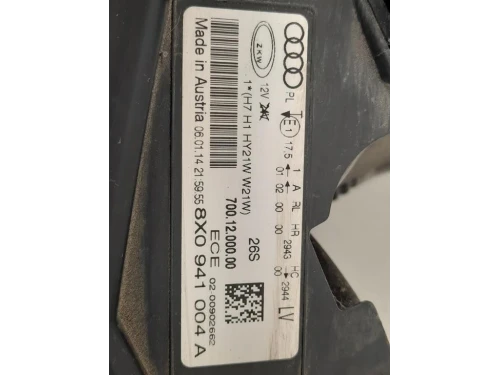 ZKW
12V
PL E1 17,5 1 A RL HR HC
01 02 00 00 2943 2944
00
1*(H7 H1 HY21W W21W)
700.12.000.00 26S LV
Made in Austria 06.01.14 21 59 55
ECE 02 00902662
8X0 941 004 A